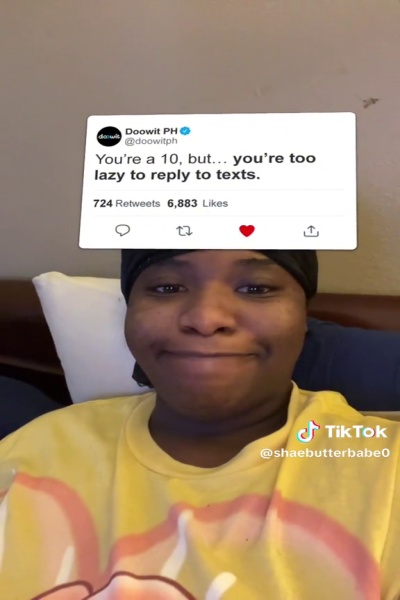 doowit
Doowit PH
@doowitph
You're a 10, but... you're too
lazy to reply to texts.
724 Retweets 6,883 Likes
TikTok
@shaebutterbabe0